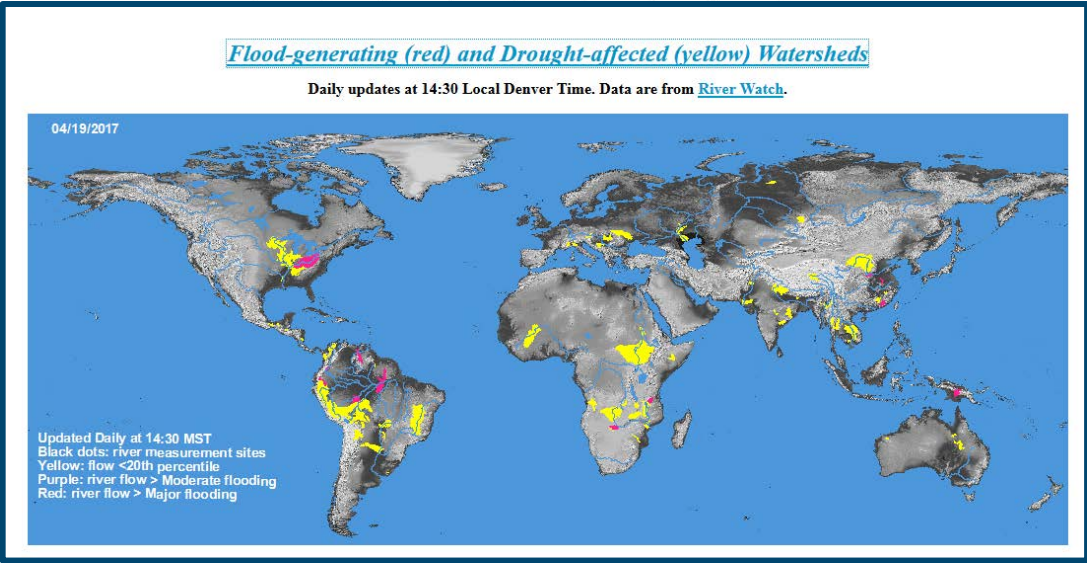 Flood-generating (red) and Drought-affected (yellow) Watersheds
Daily updates at 14:30 Local Denver Time. Data are from River Watch.
04/19/2017
Updated Daily at 14:30 MST
Black dots: river measurement sites
Yellow: flow <20th percentile
Purple: river flow > Moderate flooding
Red: river flow > Major flooding